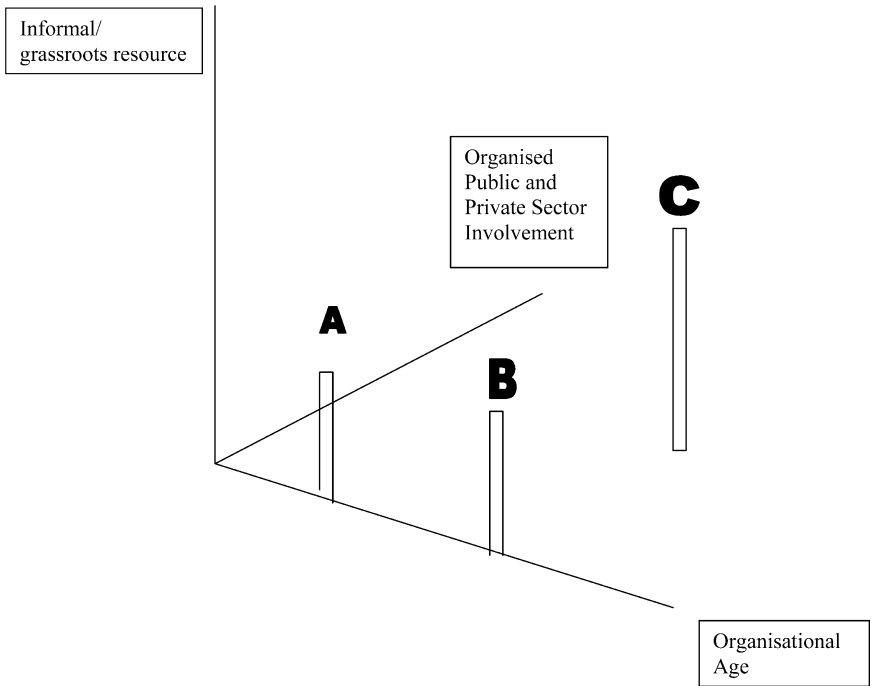 Informal/
grassroots resource
Organised
Public and
Private Sector
Involvement
C
A
B
Organisational
Age